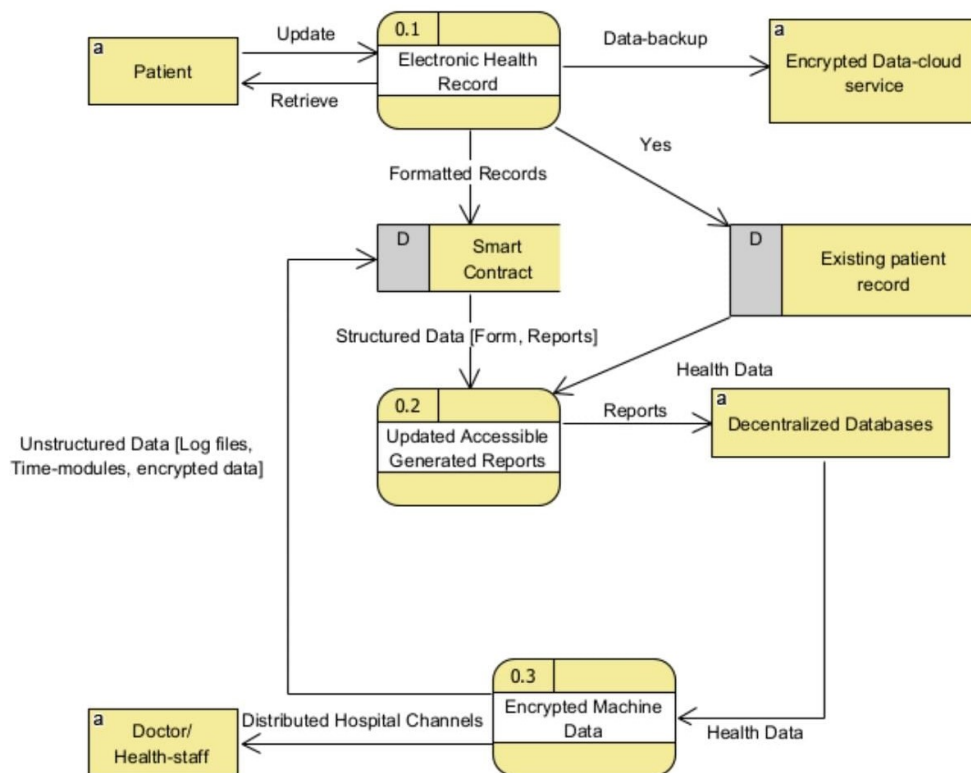 a
Patient
Update
Retrieve
0.1
Electronic Health
Record
Data-backup
a
Encrypted Data-cloud
service
Yes
Formatted Records
D
Smart
Contract
D
Existing patient
record
Structured Data [Form, Reports]
Health Data
0.2
Updated Accessible
Generated Reports
Reports
a
Decentralized Databases
Unstructured Data [Log files,
Time-modules, encrypted data]
0.3
Encrypted Machine
Data
Health Data
Distributed Hospital Channels
a
Doctor/
Health-staff